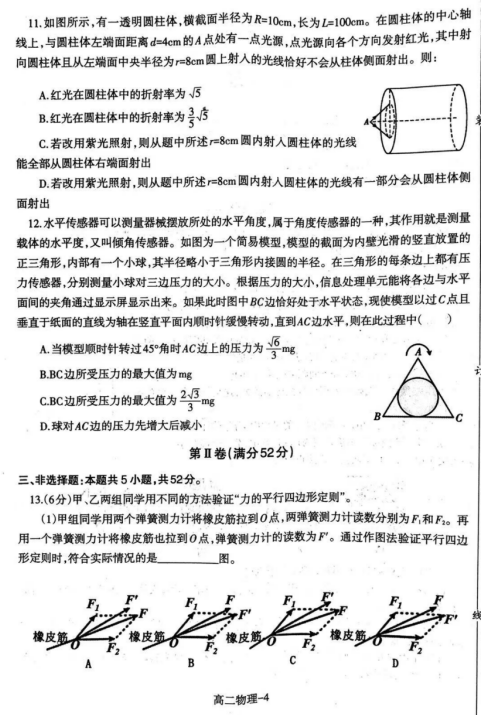 11.如图所示,有一透明圆柱体,横截面半径为R=10cm,长为L=100cm。在圆柱体的中心轴
线上,与圆柱体左端面距离d=4cm的A点处有一点光源,点光源向各个方向发射红光,其中射
向圆柱体且从左端面中央半径为r=8cm圆上射入的光线恰好不会从柱体侧面射出。则:
A.红光在圆柱体中的折射率为√5
B.红光在圆柱体中的折射率为3/5√5
C.若改用紫光照射,则从题中所述r=8cm圆内射入圆柱体的光线
能全部从圆柱体右端面射出
D.若改用紫光照射,则从题中所述r=8cm圆内射入圆柱体的光线有一部分会从圆柱体侧
面射出
A
12.水平传感器可以测量器械摆放所处的水平角度,属于角度传感器的一种,其作用就是测量
载体的水平度,又叫倾角传感器。如图为一个简易模型,模型的截面为内壁光滑的竖直放置的
正三角形,内部有一个小球,其半径略小于三角形内接圆的半径。在三角形的每条边上都有压
力传感器,分别测量小球对三边压力的大小。根据压力的大小,信息处理单元能将各边与水平
面间的夹角通过显示屏显示出来。如果此时图中BC边恰好处于水平状态,现使模型以过C点且
垂直于纸面的直线为轴在竖直平面内顺时针缓慢转动,直到AC边水平,则在此过程中(  )
A.当模型顺时针转过45°角时AC边上的压力为√6/3mg
B.BC边所受压力的最大值为mg
C.BC边所受压力的最大值为2√3/3mg
D.球对AC边的压力先增大后减小
A
B C
第Ⅱ卷(满分52分)
三、非选择题:本题共5小题,共52分。
13.(6分)甲、乙两组同学用不同的方法验证“力的平行四边形定则”。
(1)甲组同学用两个弹簧测力计将橡皮筋拉到O点,两弹簧测力计读数分别为F₁和F₂。再
用一个弹簧测力计将橡皮筋也拉到O点,弹簧测力计的读数为F'。通过作图法验证平行四边
形定则时,符合实际情况的是________图。
F₁ F' F 橡皮筋 O F₂ A
F₁ F F' 橡皮筋 O F₂ B
F₁ F' F 橡皮筋 O F₂ C
F₁ F F' 橡皮筋 O F₂ D
高二物理-4
线